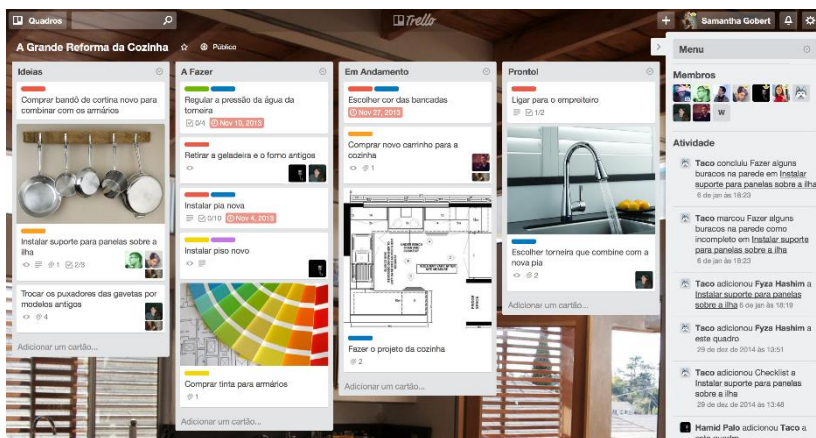 Quadros
Trello
Samantha Gobert
A Grande Reforma da Cozinha
Público
Ideias
Comprar bandô de cortina novo para
combinar com os armários
Instalar suporte para panelas sobre a
ilha
1 2/3
Trocar os puxadores das gavetas por
modelos antigos
4
Adicionar um cartão...
A Fazer
Regular a pressão da água da
torneira
0/4 Nov 10, 2013
Retirar a geladeira e o forno antigos
Instalar pia nova
0/10 Nov 4, 2013
Instalar piso novo
Comprar tinta para armários
1
Adicionar um cartão...
Em Andamento
Escolher cor das bancadas
Nov 27, 2013
Comprar novo carrinho para a
cozinha
1
Fazer o projeto da cozinha
2
Adicionar um cartão...
Pronto!
Ligar para o empreiteiro
1/2
Escolher torneira que combine com a
nova pia
2
Adicionar um cartão...
Menu
Membros
W
Atividade
Taco concluiu Fazer alguns
buracos na parede em Instalar
suporte para panelas sobre a ilha
6 de jan às 18:23
Taco marcou Fazer alguns
buracos na parede como
incompleto em Instalar suporte
para panelas sobre a ilha
6 de jan às 18:23
Taco adicionou Fyza Hashim a
Instalar suporte para panelas
sobre a ilha 6 de jan às 18:19
Taco adicionou Fyza Hashim a
este quadro
29 de dez de 2014 às 13:51
Taco adicionou Checklist a
Instalar suporte para panelas
sobre a ilha
29 de dez de 2014 às 13:48
Hamid Palo adicionou Taco a
este quadro